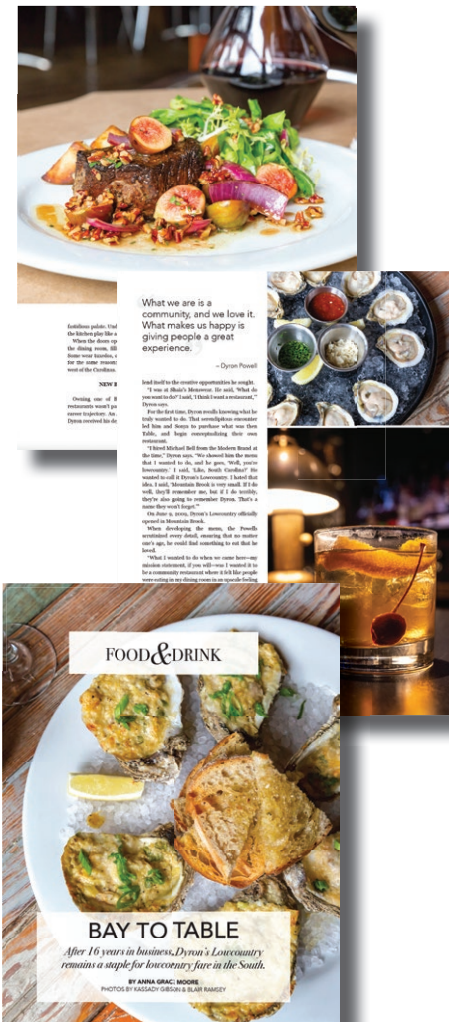 What we are is a
community, and we love it.
What makes us happy is
giving people a great
experience.
– Dyron Powell
fastidious palate. Und
the kitchen play like a
When the doors op
the dining room, fill
Some wear tuxedos, s
for the same reason:
west of the Carolinas.
NEW B
Owning one of B
restaurants wasn't pa
career trajectory. An
Dyron received his de
lend itself to the creative opportunities he sought.
"I was at Shaia's Menswear. He said, 'What do
you want to do?' I said, 'I think I want a restaurant,'"
Dyron says.
For the first time, Dyron really knowing what he
truly wanted to do. That serendipitous encounter
led him and Sonya to purchase what was then
Table, and begin conceptualizing their own
restaurant.
"I hired Michael Bell from the Modern Brand at
the time," Dyron says. "We showed him the menu
that I wanted to do, and he goes, 'Well, you're
lowcountry.' I said, 'Like, South Carolina?' He
wanted to call it Dyron's Lowcountry. I hated that
idea. I said, 'Mountain Brook is very small. If I do
well, they'll remember me, but if I do terribly,
they're also going to remember Dyron. That's a
name they won't forget.'"
On June 9, 2009, Dyron's Lowcountry officially
opened in Mountain Brook.
When developing the menu, the Powells
scrutinized every detail, ensuring that no matter
one's age, he could find something to eat that he
loved.
"What I wanted to do when we came here—my
mission statement, if you will—was I wanted it to
be a community restaurant where it felt like people
were eating in my dining room in an upscale feeling
FOOD&DRINK
BAY TO TABLE
After 16 years in business, Dyron's Lowcountry
remains a staple for lowcountry fare in the South.
BY ANNA GRACE MOORE
PHOTOS BY KASSADY GIBSON & BLAIR RAMSEY